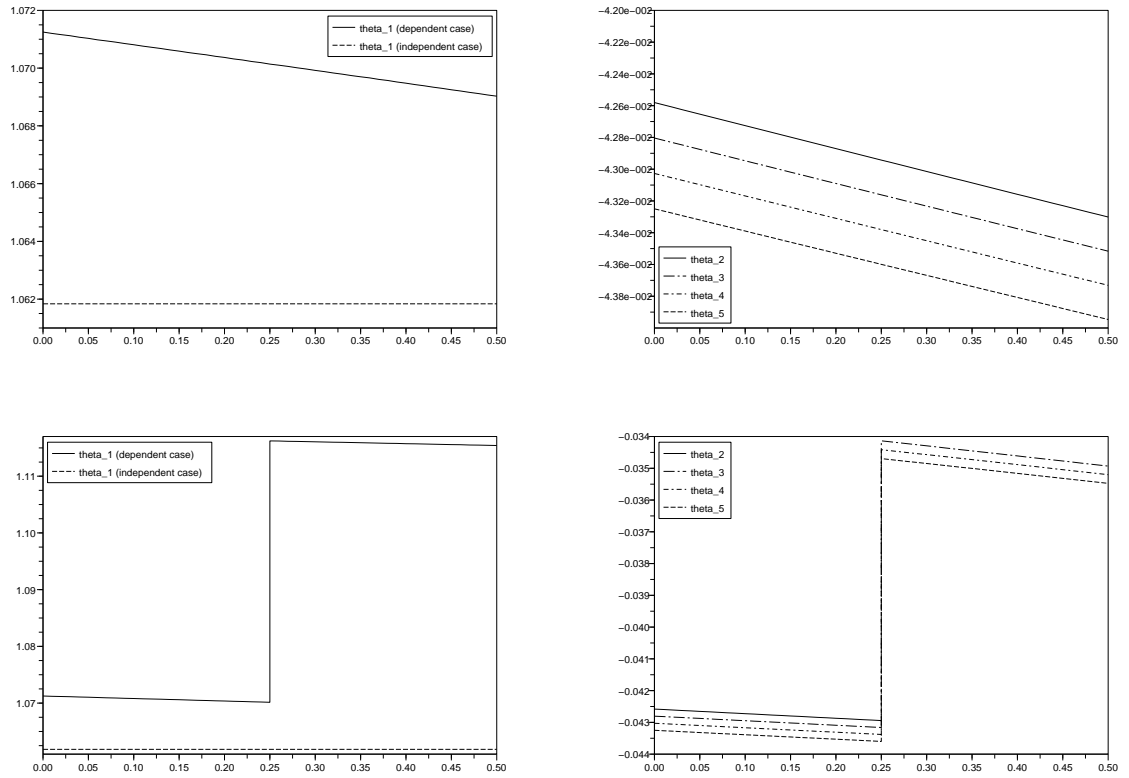 1.072
1.070
1.068
1.066
1.064
1.062
0.00 0.05 0.10 0.15 0.20 0.25 0.30 0.35 0.40 0.45 0.50
theta_1 (dependent case)
theta_1 (independent case)
−4.20e−002
−4.22e−002
−4.24e−002
−4.26e−002
−4.28e−002
−4.30e−002
−4.32e−002
−4.34e−002
−4.36e−002
−4.38e−002
theta_2
theta_3
theta_4
theta_5
0.00 0.05 0.10 0.15 0.20 0.25 0.30 0.35 0.40 0.45 0.50
theta_1 (dependent case)
theta_1 (independent case)
1.11
1.10
1.09
1.08
1.07
0.00 0.05 0.10 0.15 0.20 0.25 0.30 0.35 0.40 0.45 0.50
−0.034
−0.035
−0.036
−0.037
−0.038
−0.039
−0.040
−0.041
−0.042
−0.043
−0.044
theta_2
theta_3
theta_4
theta_5
0.00 0.05 0.10 0.15 0.20 0.25 0.30 0.35 0.40 0.45 0.50